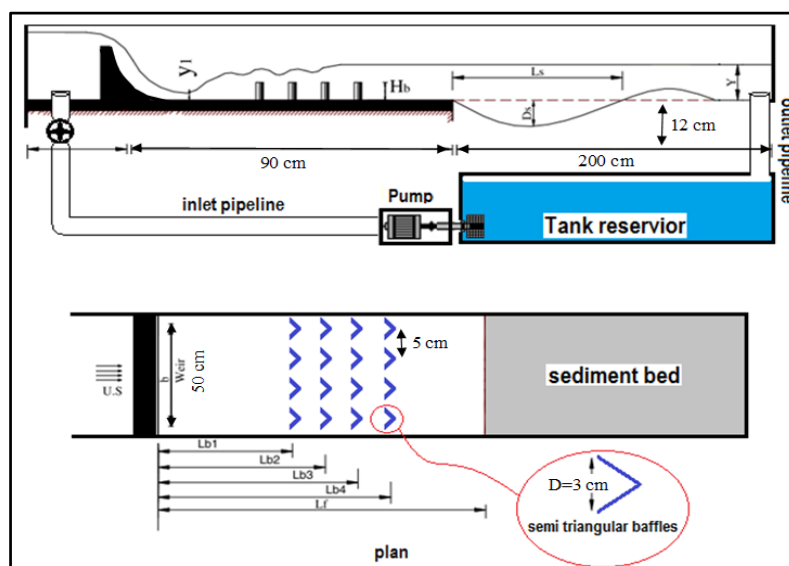 y1
Hb
Ls
Y
Ds
12 cm
outlet pipeline
90 cm
200 cm
Pump
inlet pipeline
Tank reservior
U.S
b
Weir
50 cm
5 cm
sediment bed
Lb1
Lb2
Lb3
Lb4
Lf
D=3 cm
semi triangular baffles
plan